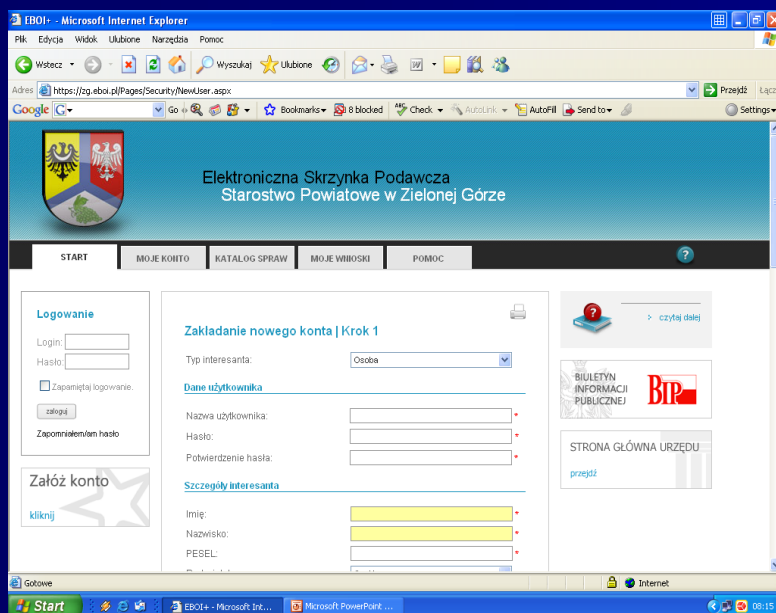 EBOI+ - Microsoft Internet Explorer
Plik Edycja Widok Ulubione Narzędzia Pomoc
Wstecz Wyszukaj Ulubione
Adres https://zg.eboi.pl/Pages/Security/NewUser.aspx Przejdź Łącz
Google G Go Bookmarks 8 blocked ABC Check AutoLink AutoFill Send to Settings
Elektroniczna Skrzynka Podawcza
Starostwo Powiatowe w Zielonej Górze
START MOJE KONTO KATALOG SPRAW MOJE WNIOSKI POMOC
Logowanie
Login:
Hasło:
Zapamiętaj logowanie.
zaloguj
Zapomniałem/am hasło
Załóż konto
kliknij
Zakładanie nowego konta | Krok 1
Typ interesanta: Osoba
Dane użytkownika
Nazwa użytkownika: *
Hasło: *
Potwierdzenie hasła: *
Szczegóły interesanta
Imię: *
Nazwisko: *
PESEL: *
> czytaj dalej
BIULETYN
INFORMACJI
PUBLICZNEJ
BIP
STRONA GŁÓWNA URZĘDU
przejdź
Gotowe Internet
Start EBOI+ - Microsoft Int... Microsoft PowerPoint ... 08:15